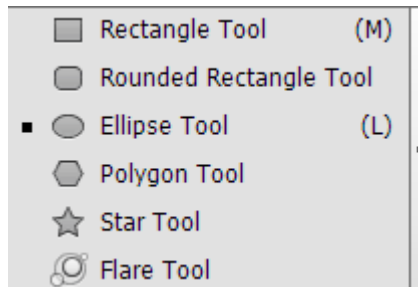 Rectangle Tool (M)
Rounded Rectangle Tool
Ellipse Tool (L)
Polygon Tool
Star Tool
Flare Tool